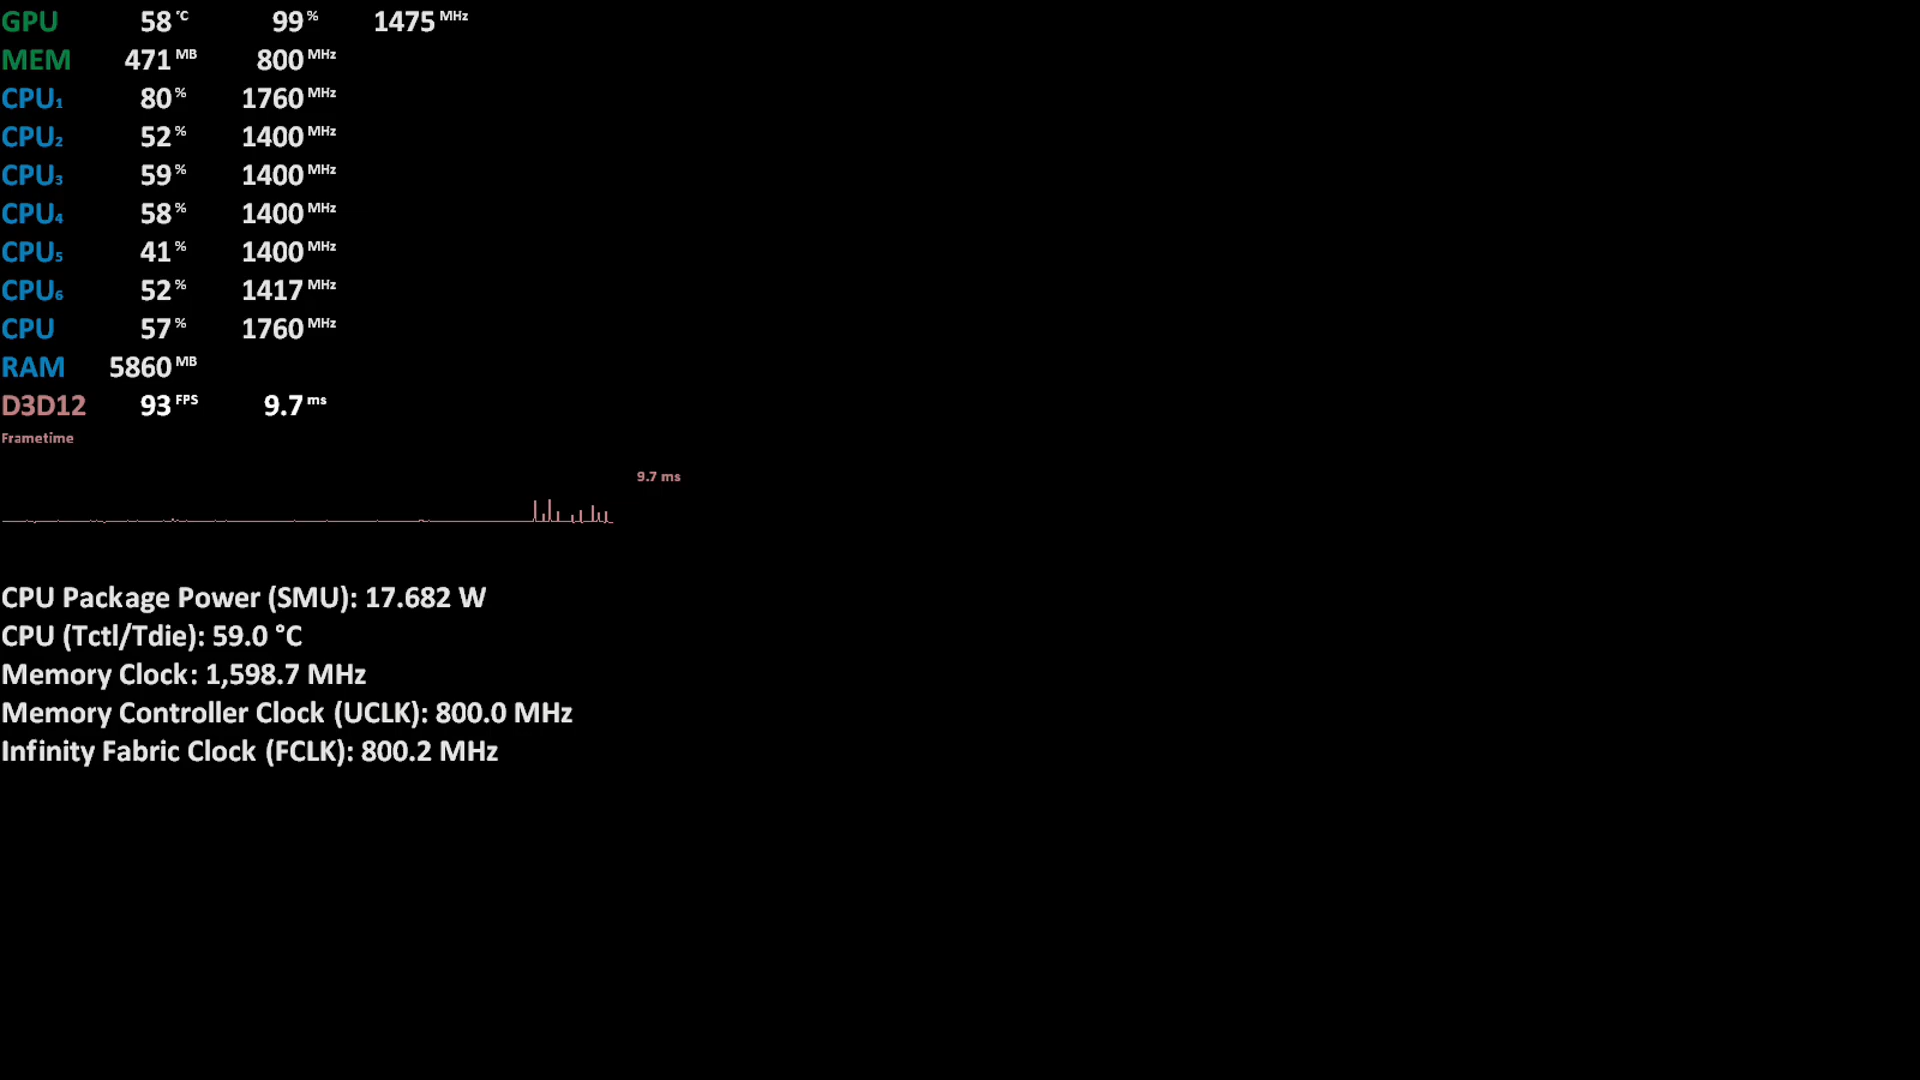 GPU 58 °C 99 % 1475 MHz
MEM 471 MB 800 MHz
CPU1 80 % 1760 MHz
CPU2 52 % 1400 MHz
CPU3 59 % 1400 MHz
CPU4 58 % 1400 MHz
CPU5 41 % 1400 MHz
CPU6 52 % 1417 MHz
CPU 57 % 1760 MHz
RAM 5860 MB
D3D12 93 FPS 9.7 ms
Frametime
9.7 ms
CPU Package Power (SMU): 17.682 W
CPU (Tctl/Tdie): 59.0 °C
Memory Clock: 1,598.7 MHz
Memory Controller Clock (UCLK): 800.0 MHz
Infinity Fabric Clock (FCLK): 800.2 MHz